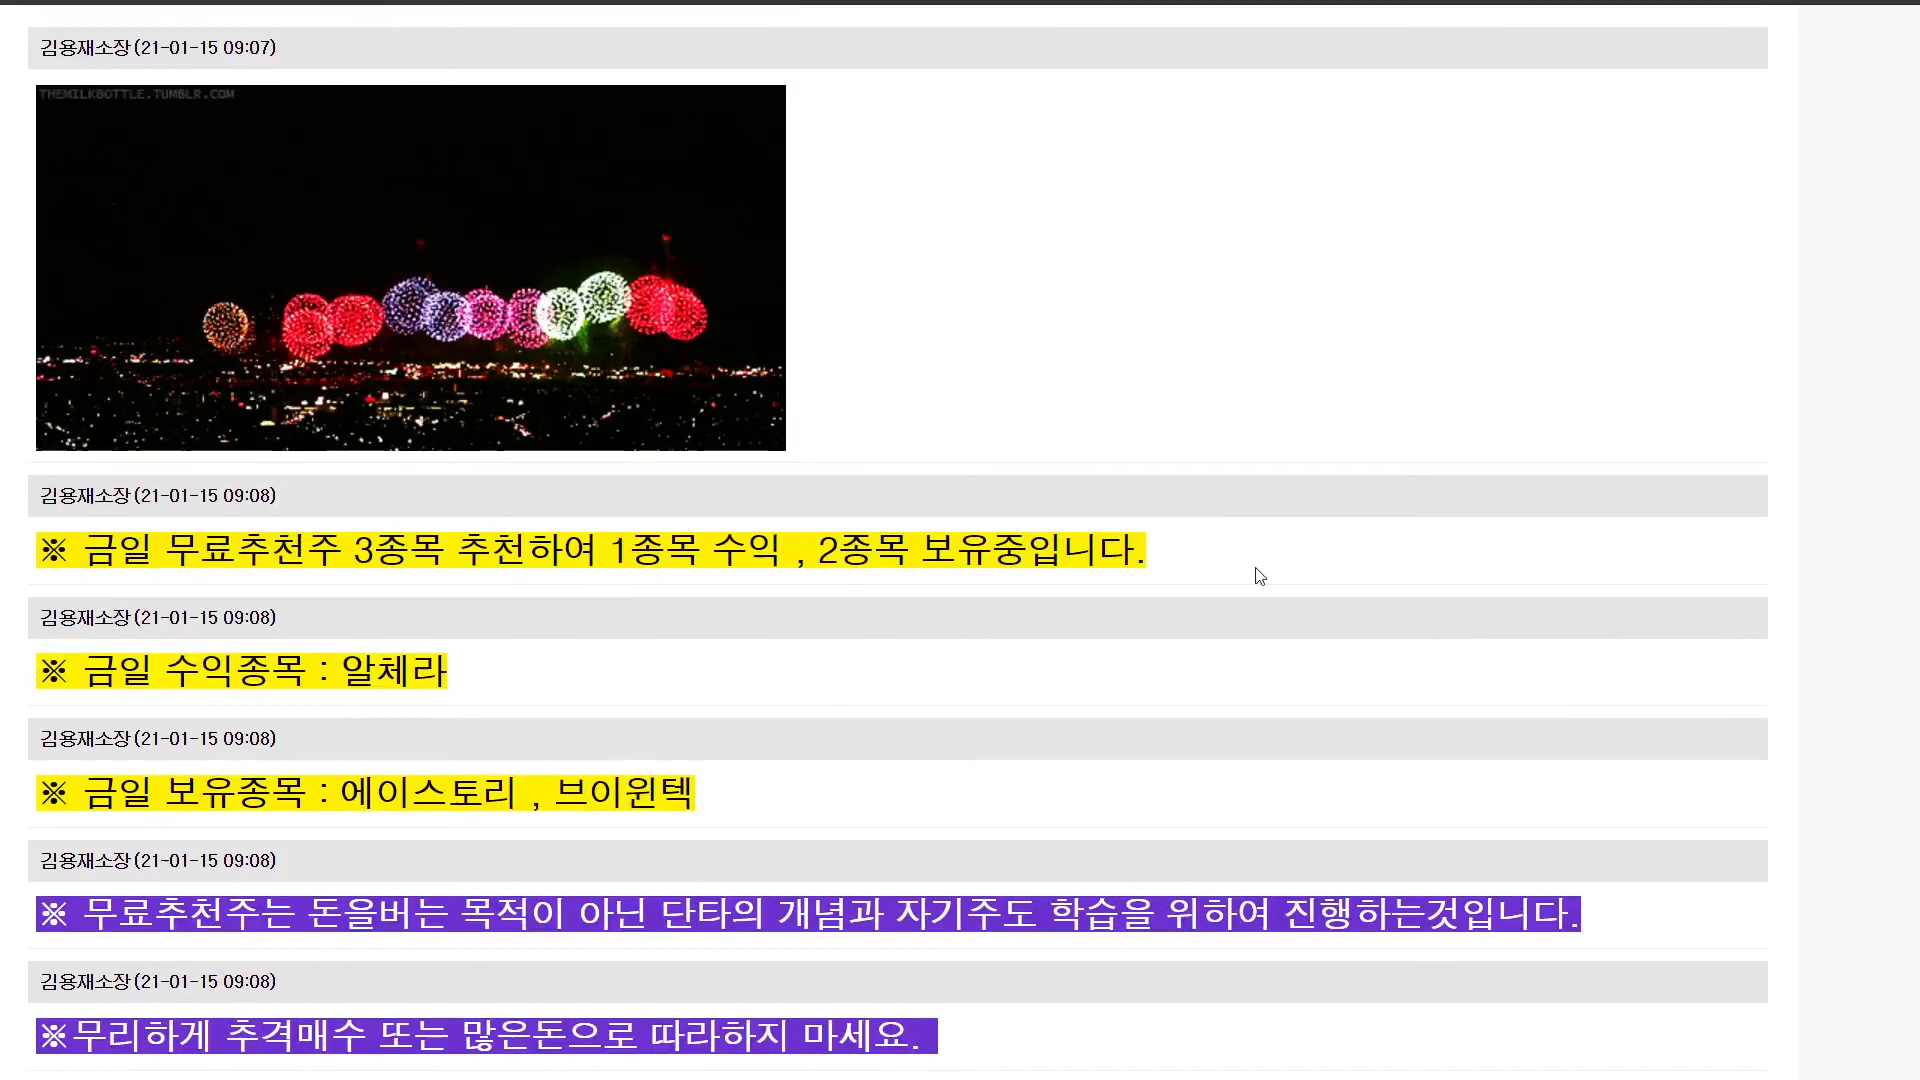 김용재소장(21-01-15 09:07)
THEMILKBOTTLE.TUMBLR.COM
김용재소장(21-01-15 09:08)
※ 금일 무료추천주 3종목 추천하여 1종목 수익 , 2종목 보유중입니다.
김용재소장(21-01-15 09:08)
※ 금일 수익종목 : 알체라
김용재소장(21-01-15 09:08)
※ 금일 보유종목 : 에이스토리 , 브이원텍
김용재소장(21-01-15 09:08)
※ 무료추천주는 돈을버는 목적이 아닌 단타의 개념과 자기주도 학습을 위하여 진행하는것입니다.
김용재소장(21-01-15 09:08)
※무리하게 추격매수 또는 많은돈으로 따라하지 마세요.